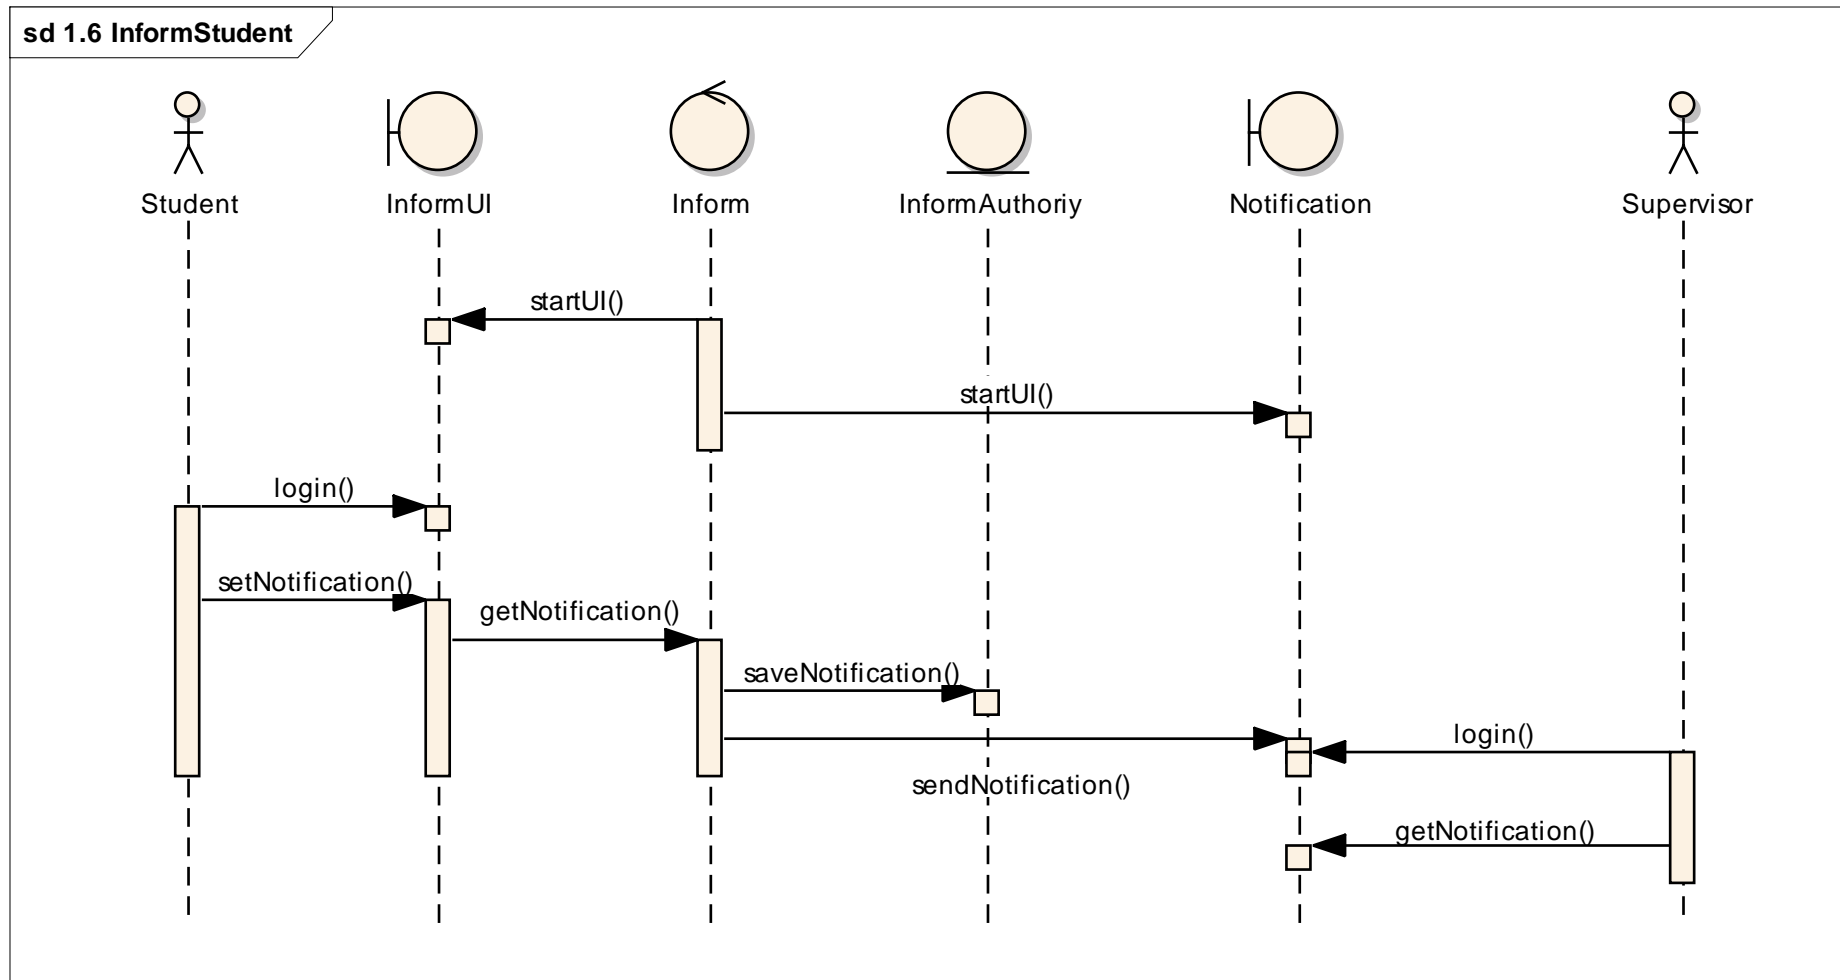 sd 1.6 InformStudent
Student
InformUI
Inform
InformAuthoriy
Notification
Supervisor
startUI()
startUI()
login()
setNotification()
getNotification()
saveNotification()
login()
sendNotification()
getNotification()